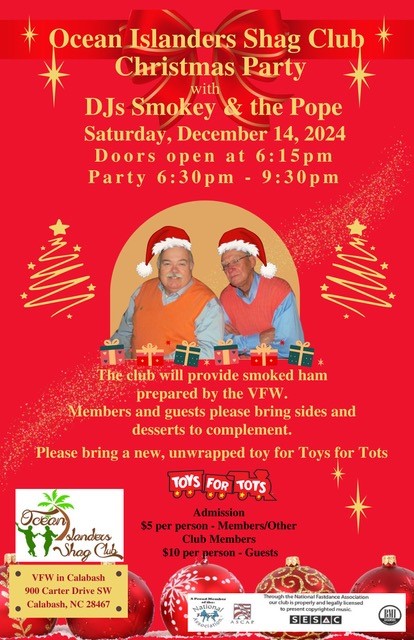 Ocean Islanders Shag Club
Christmas Party
with
DJs Smokey & the Pope
Saturday, December 14, 2024
Doors open at 6:15pm
Party 6:30pm - 9:30pm
The club will provide smoked ham
prepared by the VFW.
Members and guests please bring sides and
desserts to complement.
Please bring a new, unwrapped toy for Toys for Tots
TOYS FOR TOTS
Admission
$5 per person - Members/Other
Club Members
$10 per person - Guests
Ocean
Islanders
Shag Club
VFW in Calabash
900 Carter Drive SW
Calabash, NC 28467
A Proud Member of the
National
Association
ASCAP
Through the National Fastdance Association
our club is properly and legally licensed
to present copyrighted music.
SESAC
BMI